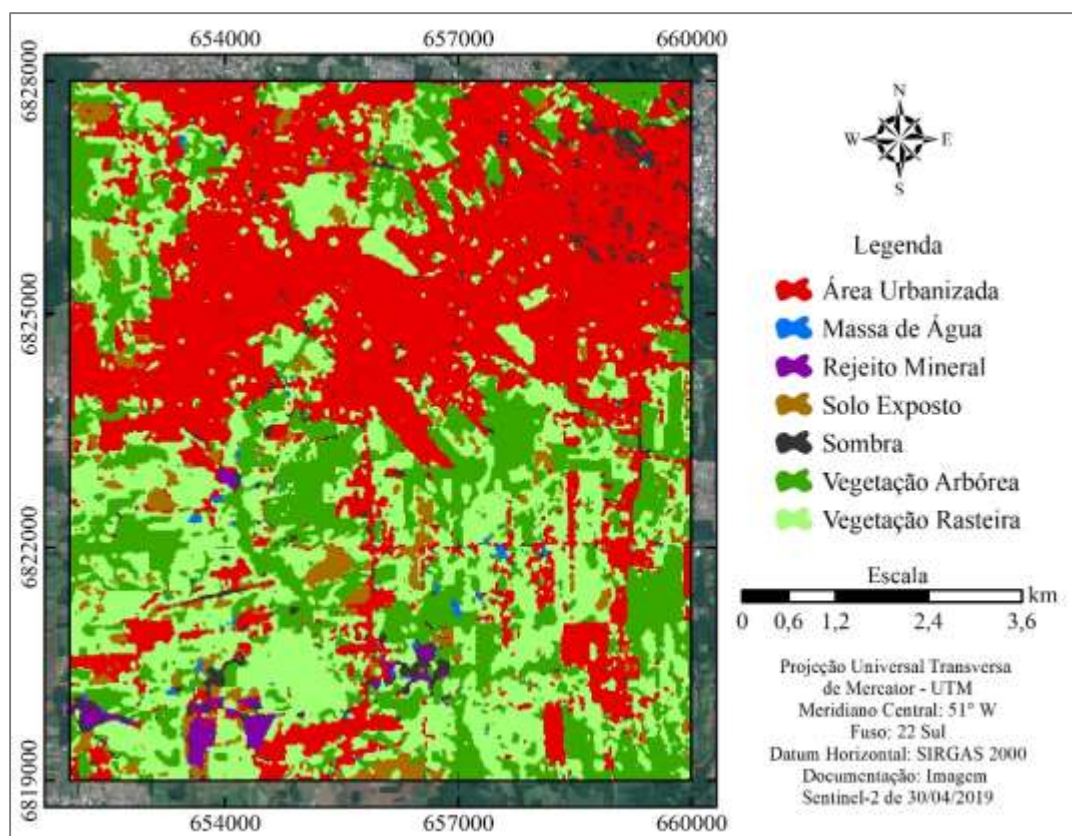 654000 657000 660000
6828000
6825000
6822000
6819000
654000 657000 660000
N
W E
S
Legenda
Área Urbanizada
Massa de Água
Rejeito Mineral
Solo Exposto
Sombra
Vegetação Arbórea
Vegetação Rasteira
Escala
km
0 0,6 1,2 2,4 3,6
Projeção Universal Transversa
de Mercator - UTM
Meridiano Central: 51° W
Fuso: 22 Sul
Datum Horizontal: SIRGAS 2000
Documentação: Imagem
Sentinel-2 de 30/04/2019